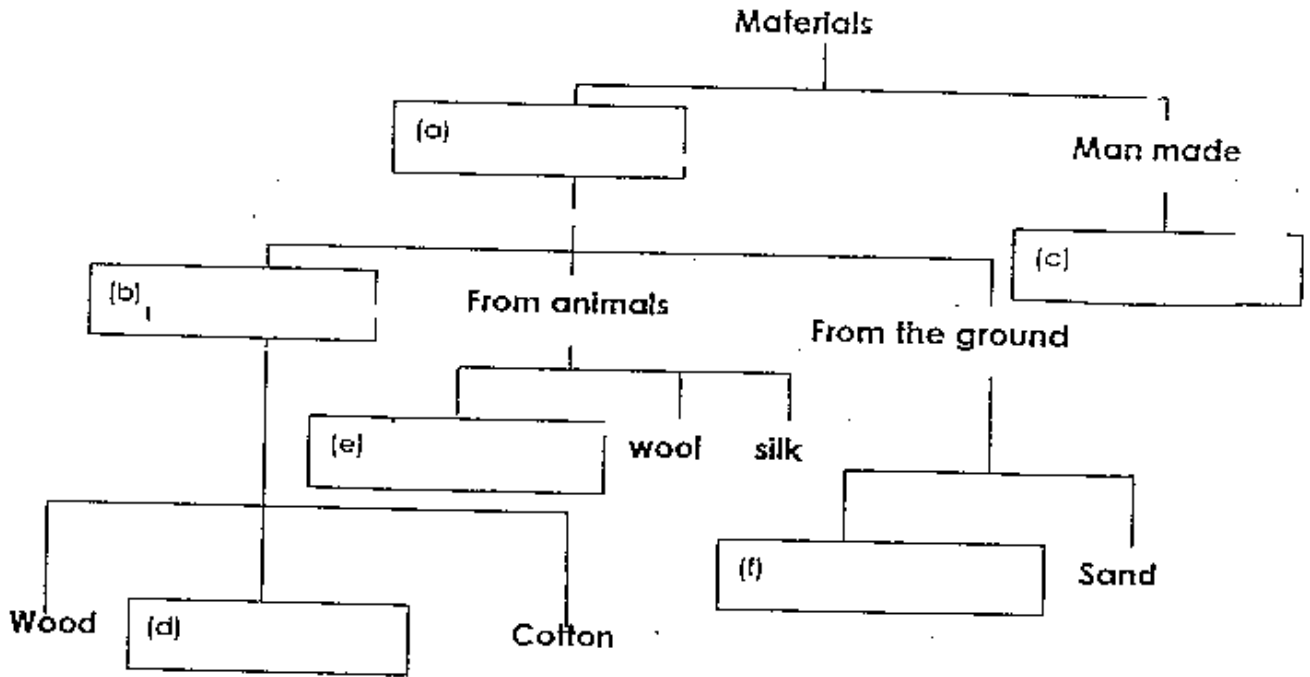 Materials
(a)
Man made
(b)
From animals
(c)
From the ground
(e)
wool
silk
(f)
Sand
Wood
(d)
Cotton